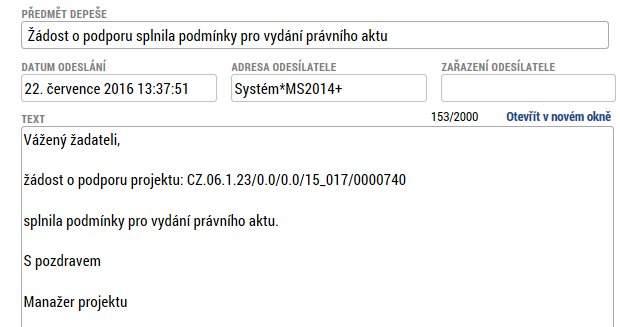 PŘEDMĚT DEPEŠE
Žádost o podporu splnila podmínky pro vydání právního aktu
DATUM ODESLÁNÍ ADRESA ODESÍLATELE ZAŘAZENÍ ODESÍLATELE
22. července 2016 13:37:51 Systém*MS2014+
TEXT 153/2000 Otevřít v novém okně
Vážený žadateli,
žádost o podporu projektu: CZ.06.1.23/0.0/0.0/15_017/0000740
splnila podmínky pro vydání právního aktu.
S pozdravem
Manažer projektu